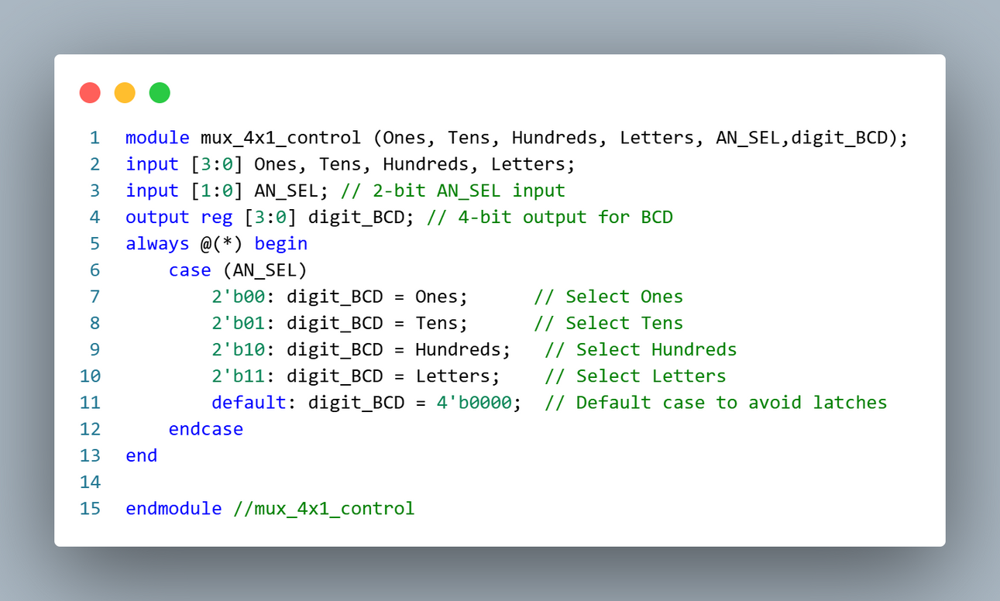 1 module mux_4x1_control (Ones, Tens, Hundreds, Letters, AN_SEL,digit_BCD);
2 input [3:0] Ones, Tens, Hundreds, Letters;
3 input [1:0] AN_SEL; // 2-bit AN_SEL input
4 output reg [3:0] digit_BCD; // 4-bit output for BCD
5 always @(*) begin
6     case (AN_SEL)
7         2'b00: digit_BCD = Ones;      // Select Ones
8         2'b01: digit_BCD = Tens;      // Select Tens
9         2'b10: digit_BCD = Hundreds;   // Select Hundreds
10         2'b11: digit_BCD = Letters;    // Select Letters
11         default: digit_BCD = 4'b0000;  // Default case to avoid latches
12     endcase
13 end
14
15 endmodule //mux_4x1_control